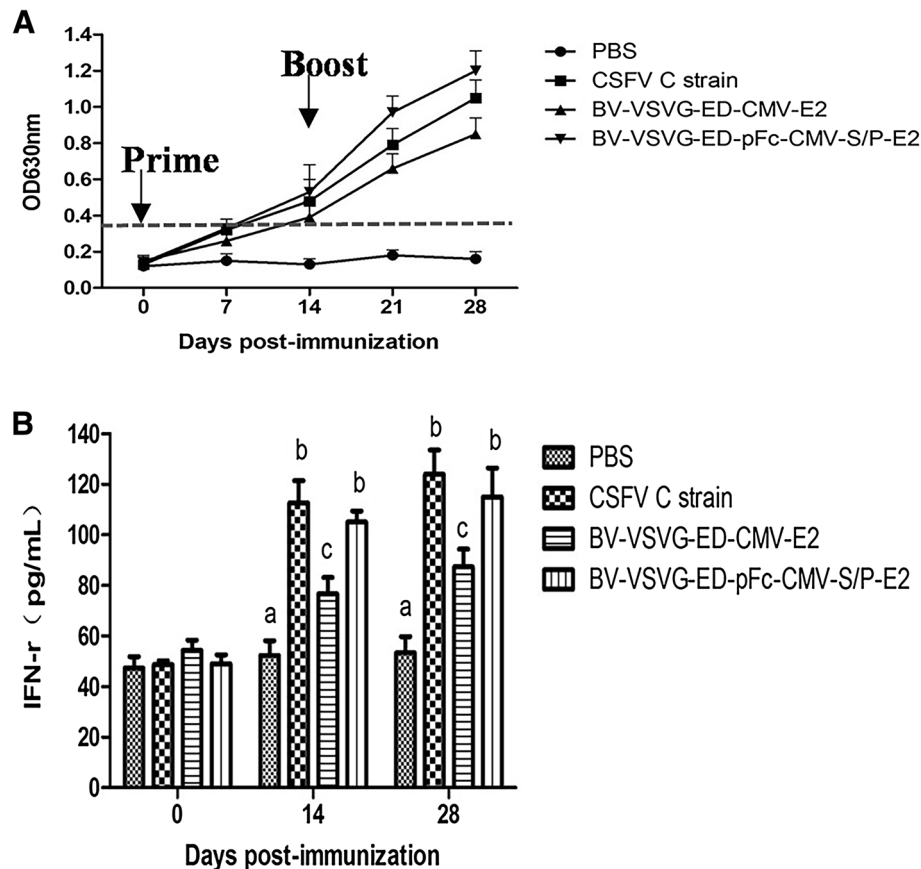 A
OD630nm
1.4
1.2
1.0
0.8
0.6
0.4
0.2
0.0
Prime
Boost
0 7 14 21 28
Days post-immunization
PBS
CSFV C strain
BV-VSVG-ED-CMV-E2
BV-VSVG-ED-pFc-CMV-S/P-E2
B
IFN-r（pg/mL）
140
120
100
80
60
40
20
0
a b c b
a b c b
0 14 28
Days post-immunization
PBS
CSFV C strain
BV-VSVG-ED-CMV-E2
BV-VSVG-ED-pFc-CMV-S/P-E2